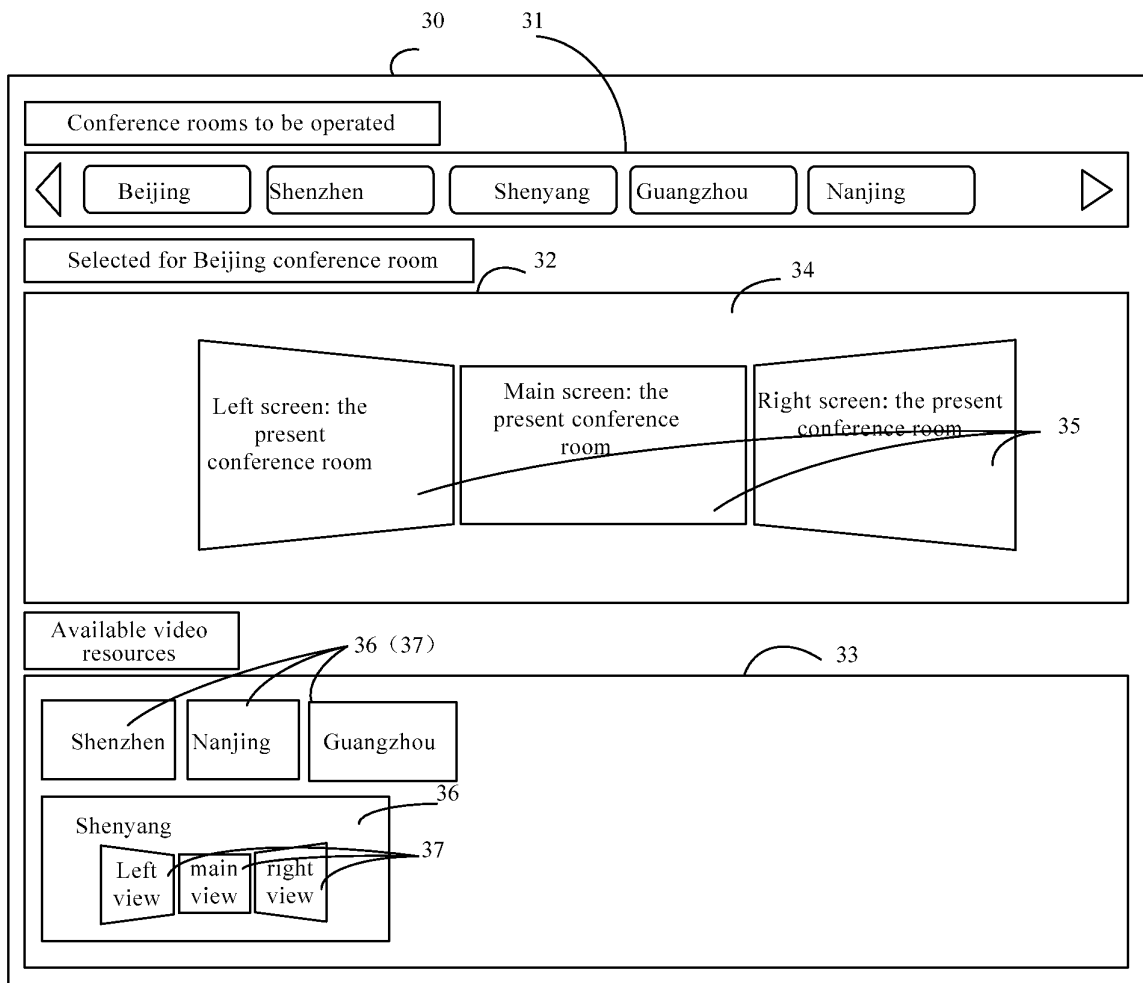 30
31
Conference rooms to be operated
Beijing
Shenzhen
Shenyang
Guangzhou
Nanjing
Selected for Beijing conference room
32
34
Left screen: the
present
conference room
Main screen: the
present conference
room
Right screen: the present
conference room
35
Available video
resources
36（37）
33
Shenzhen
Nanjing
Guangzhou
36
Shenyang
Left
view
main
view
right
view
37